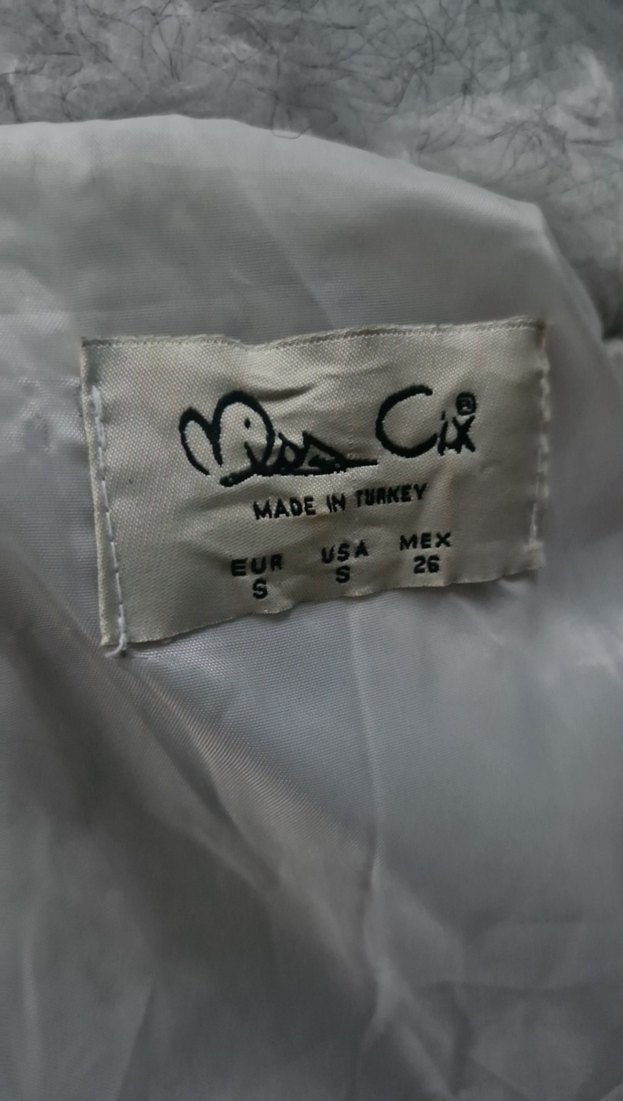 Miss Cix®
MADE IN TURKEY
EUR USA MEX
S S 26